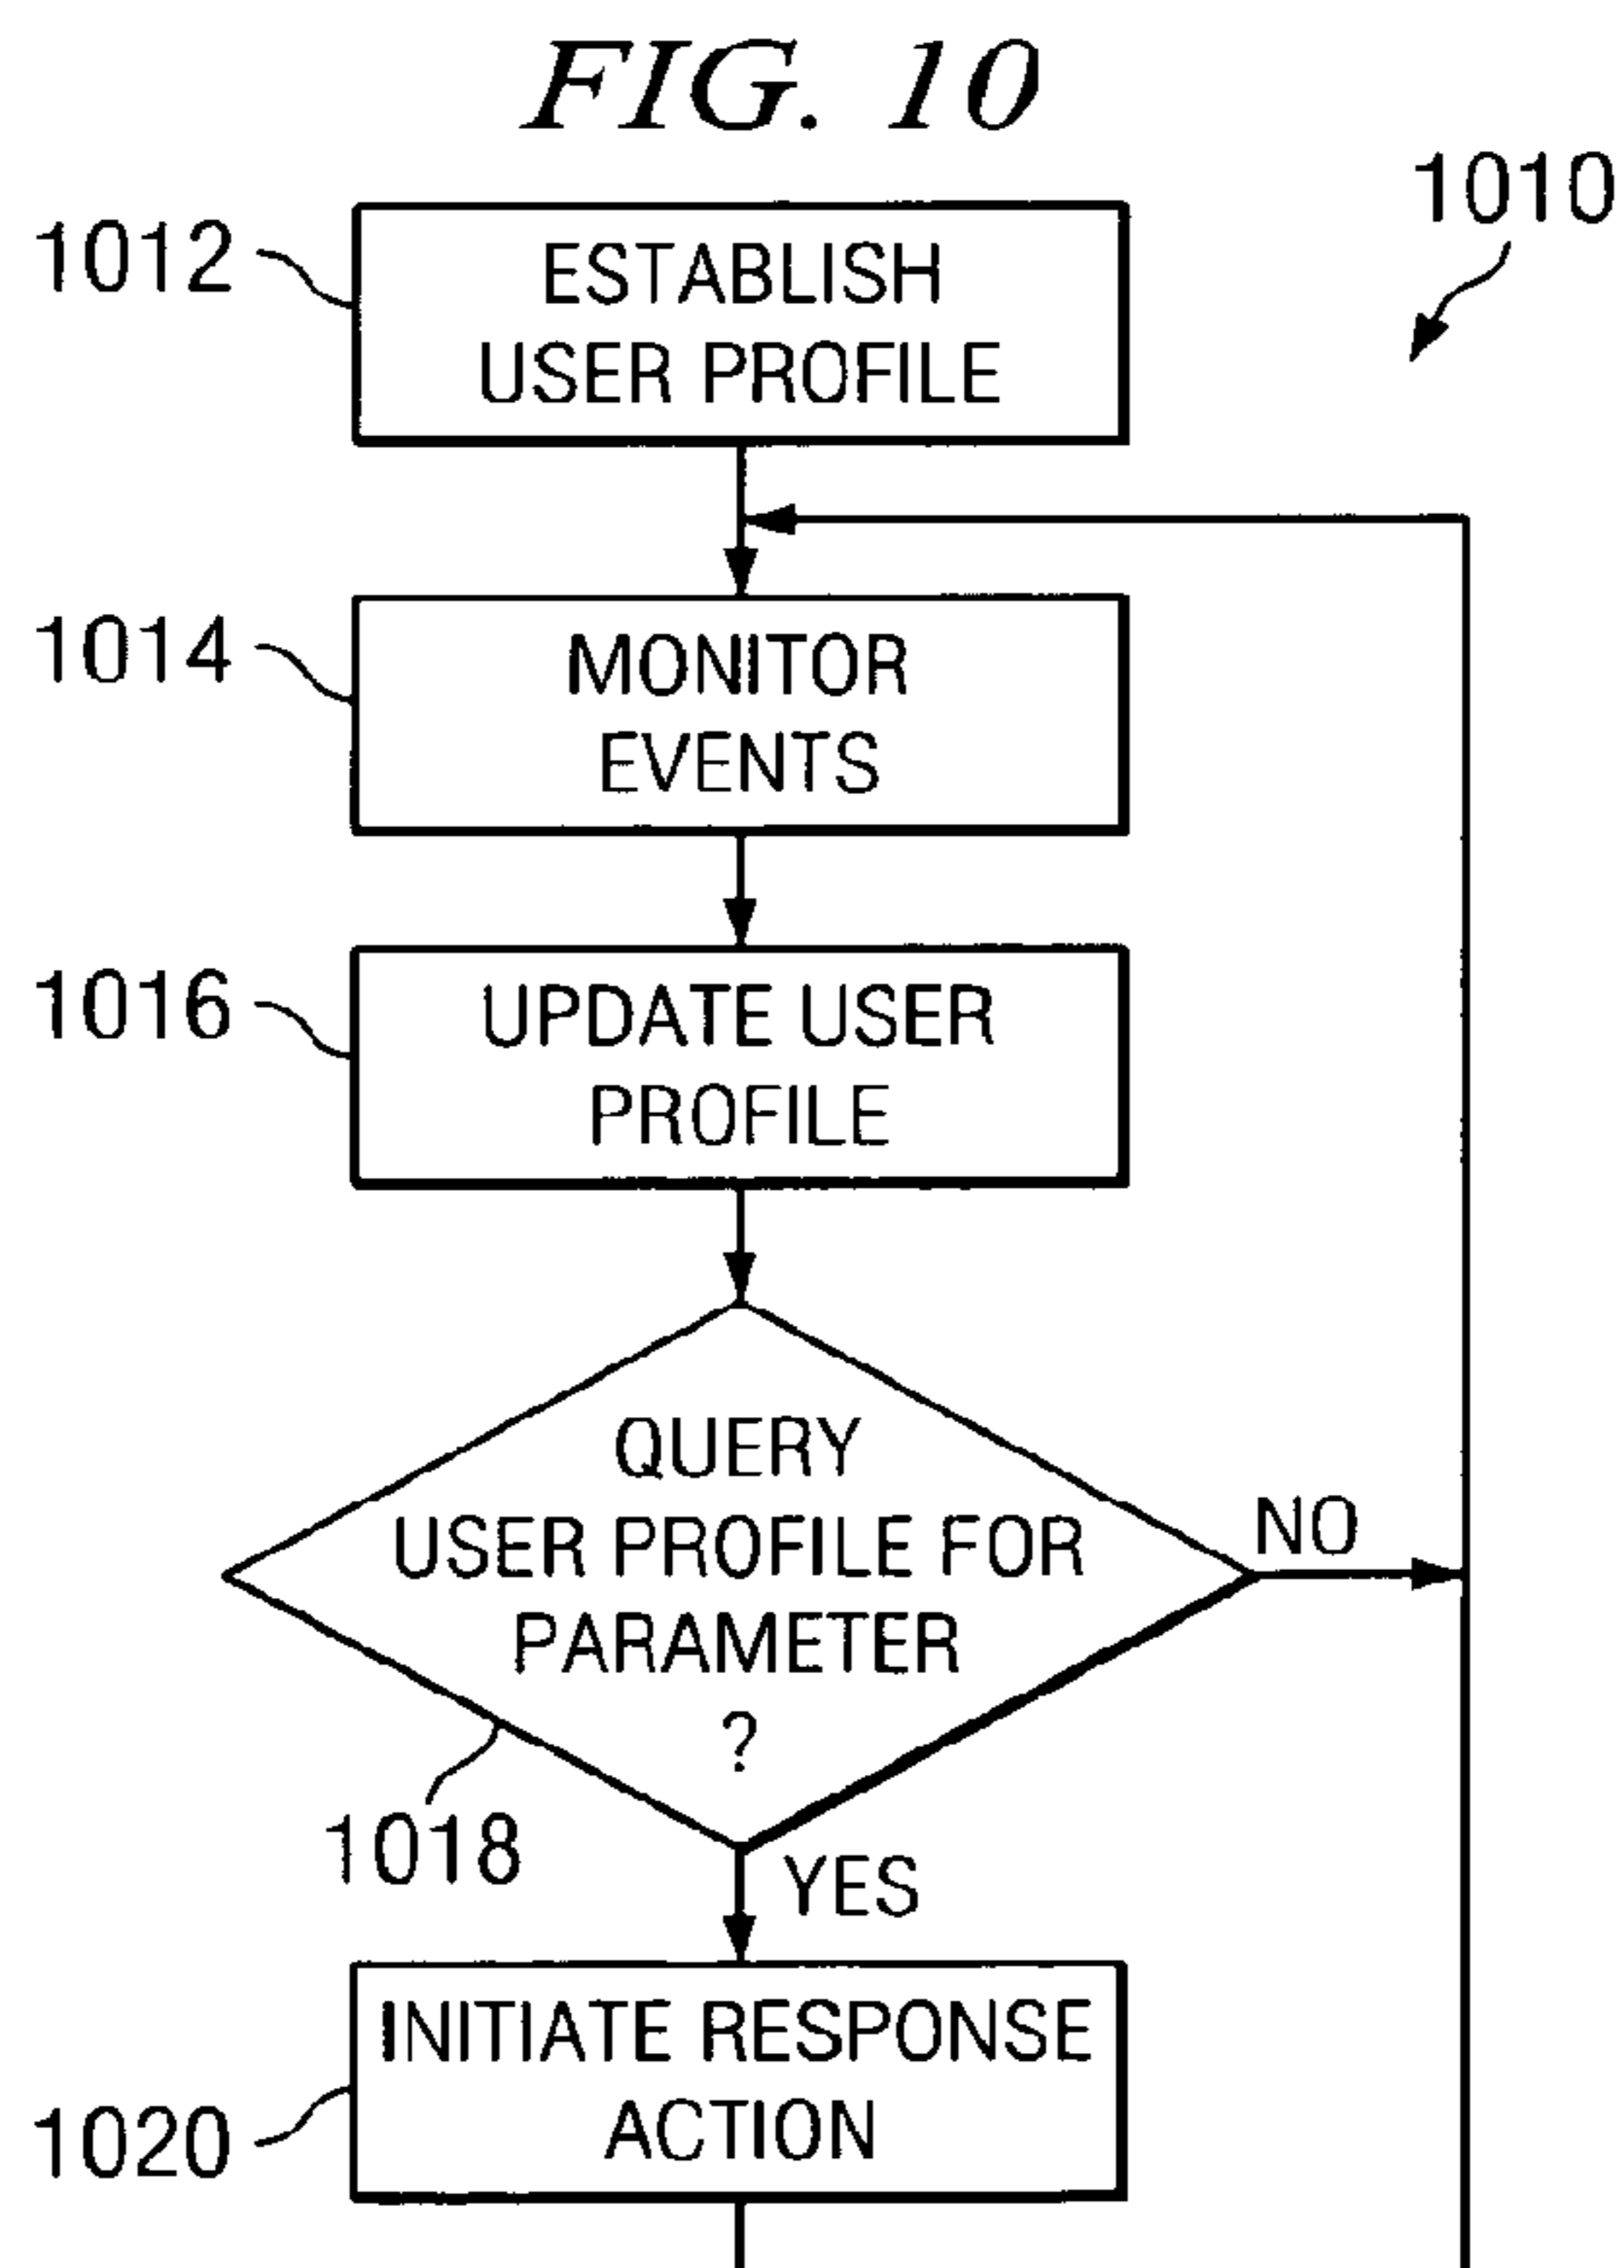 FIG. 10
1010
1012
ESTABLISH
USER PROFILE
1014
MONITOR
EVENTS
1016
UPDATE USER
PROFILE
QUERY
USER PROFILE FOR
PARAMETER
?
NO
1018
YES
INITIATE RESPONSE
ACTION
1020